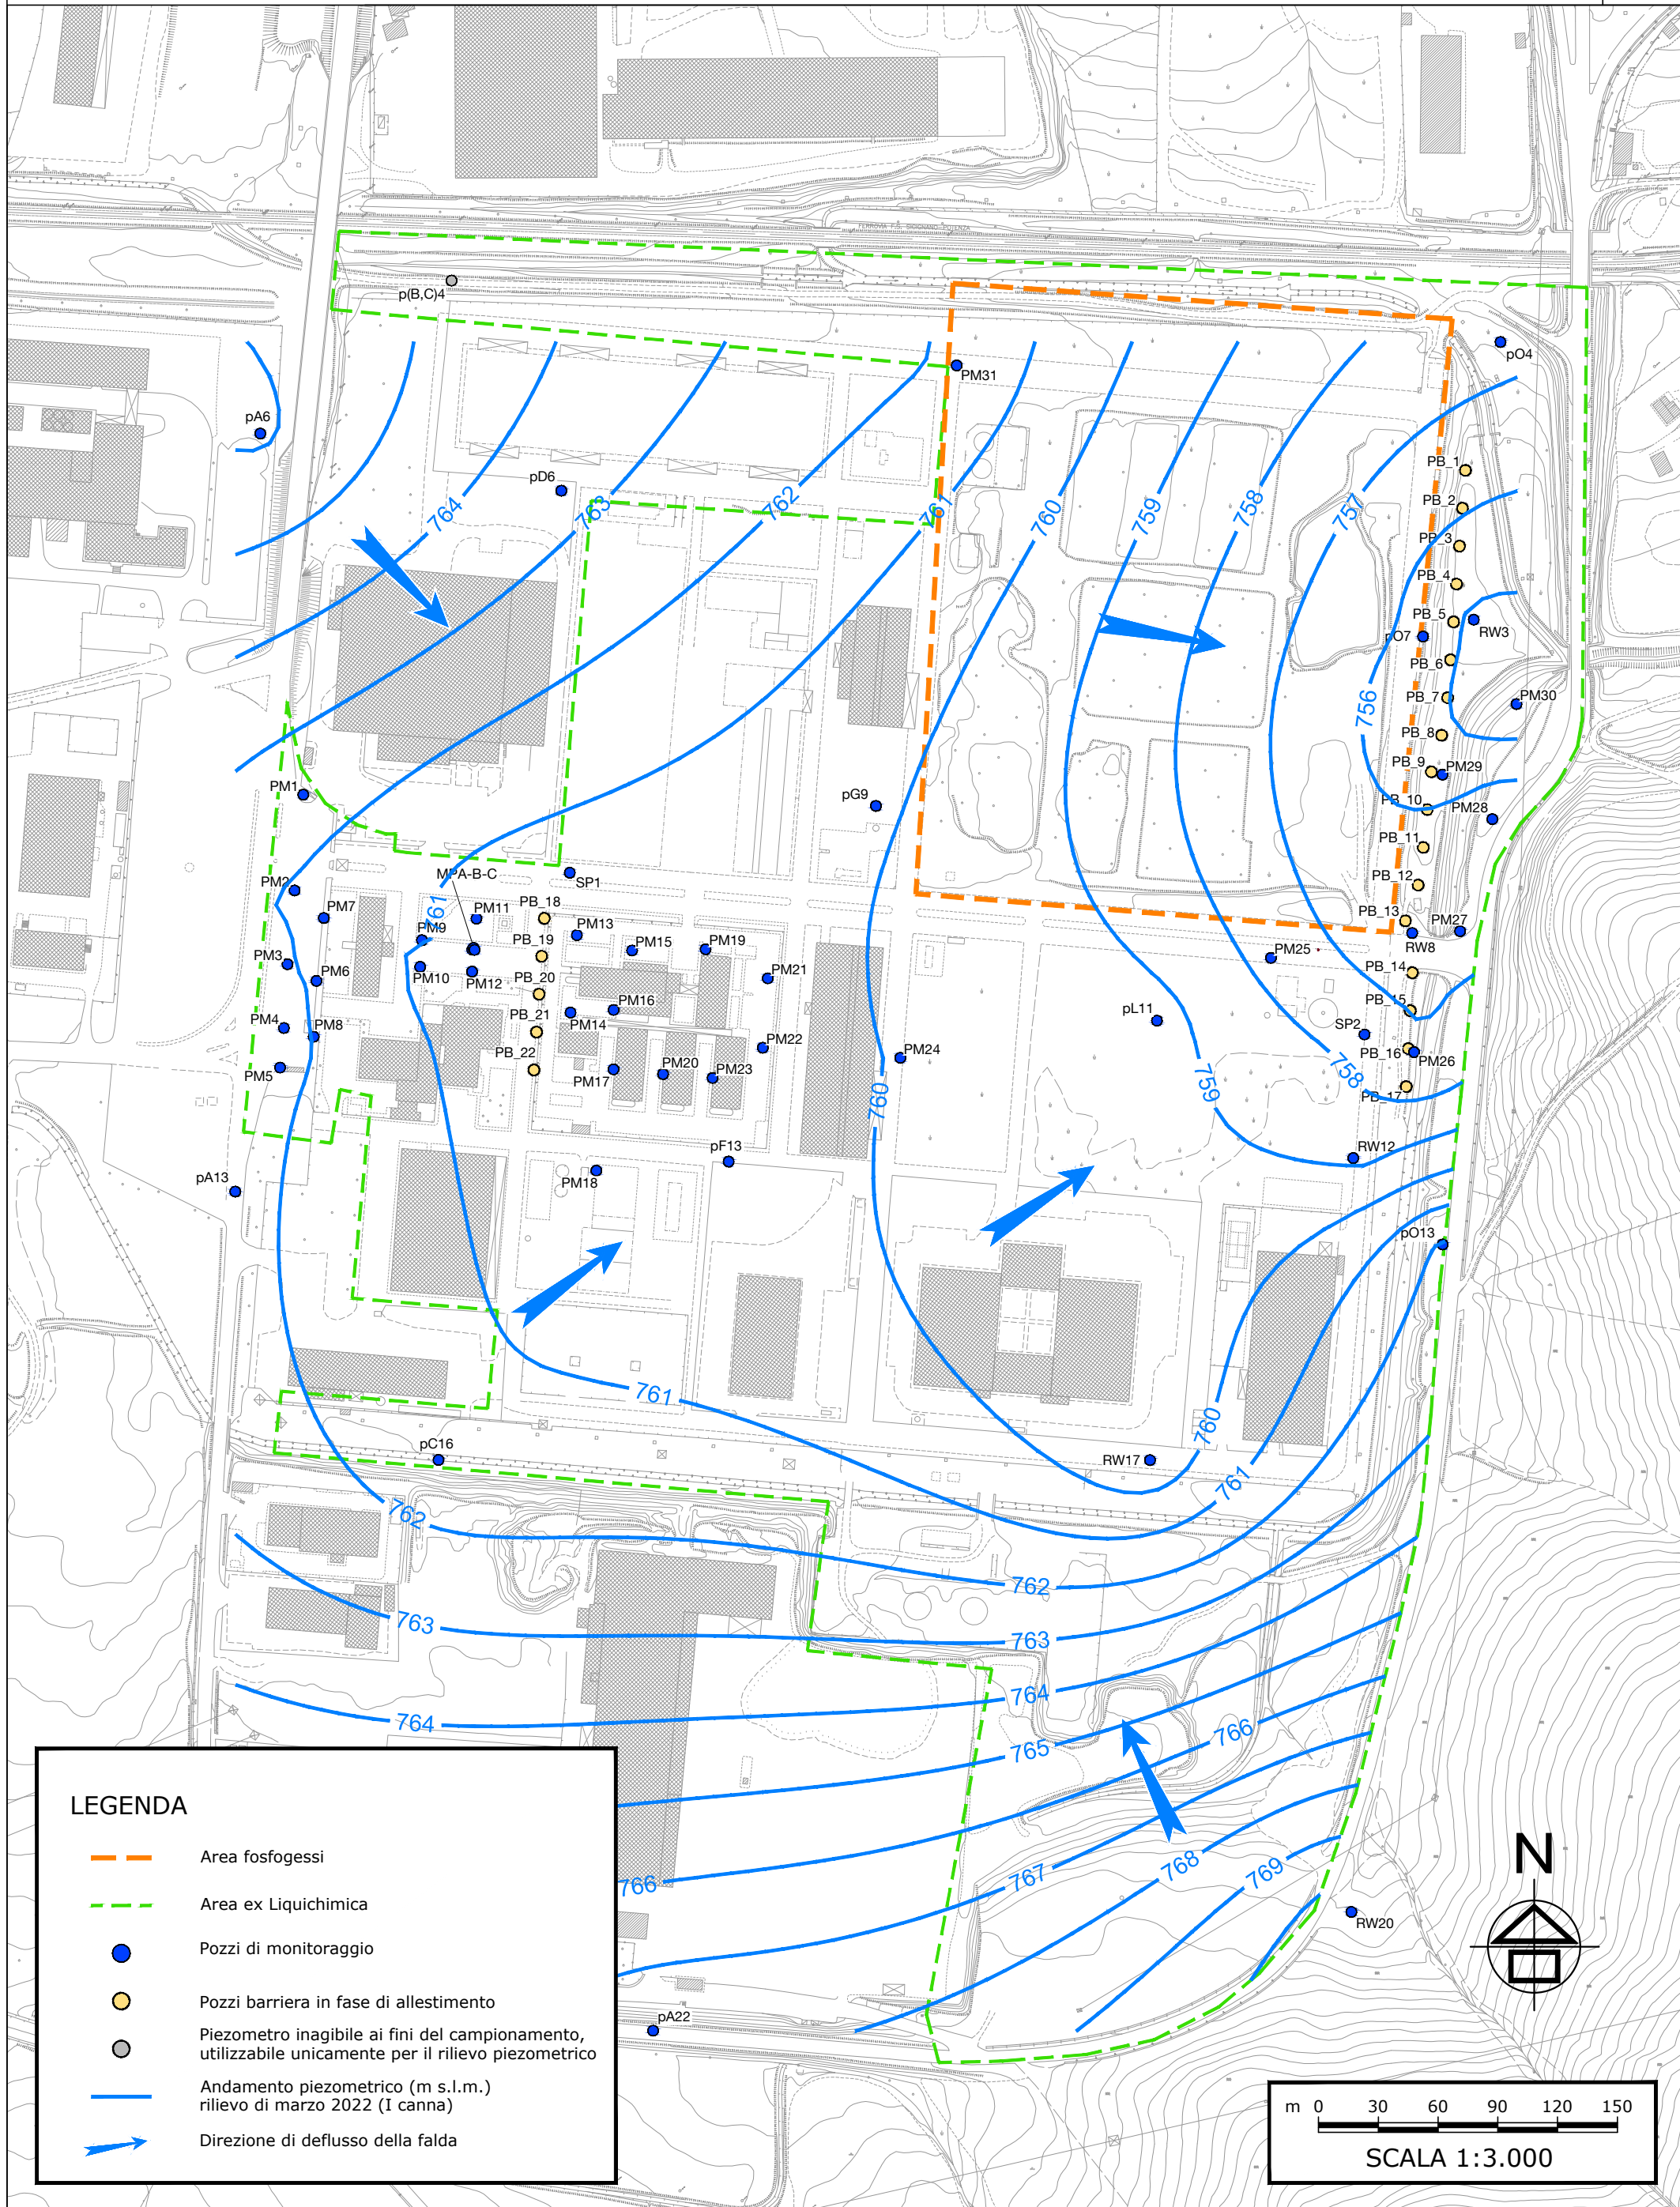 FERROVIA F.S. SICIGNANO-POTENZA
p(B,C)4
pO4
PM31
pA6
PB_1
pD6
764
763
762
761
760
759
758
757
PB_2
PB_3
PB_4
PB_5
RW3
pO7
PB_6
PB_7
PM30
756
PB_8
PB_9
PM29
PM1
pG9
PB_10
PM28
PB_11
MPA-B-C
SP1
PM2
PB_12
PM7
761
PM11
PB_18
PB_13
PM27
PM9
PM13
RW8
PB_19
PM15
PM19
PM3
PM10
PM12
PM25
PB_14
PM6
PB_20
PM21
PM16
PB_15
pL11
PM4
PM8
PB_21
PM14
SP2
PM22
PB_16
PM26
PB_22
PM24
PM5
PM17
PM20
PM23
758
PB_17
760
759
pF13
RW12
pA13
PM18
pO13
761
760
pC16
RW17
761
762
762
763
763
764
764
765
766
766
767
768
769
RW20
pA22
LEGENDA
Area fosfogessi
Area ex Liquichimica
Pozzi di monitoraggio
Pozzi barriera in fase di allestimento
Piezometro inagibile ai fini del campionamento,
utilizzabile unicamente per il rilievo piezometrico
Andamento piezometrico (m s.l.m.)
rilievo di marzo 2022 (I canna)
Direzione di deflusso della falda
N
m 0 30 60 90 120 150
SCALA 1:3.000